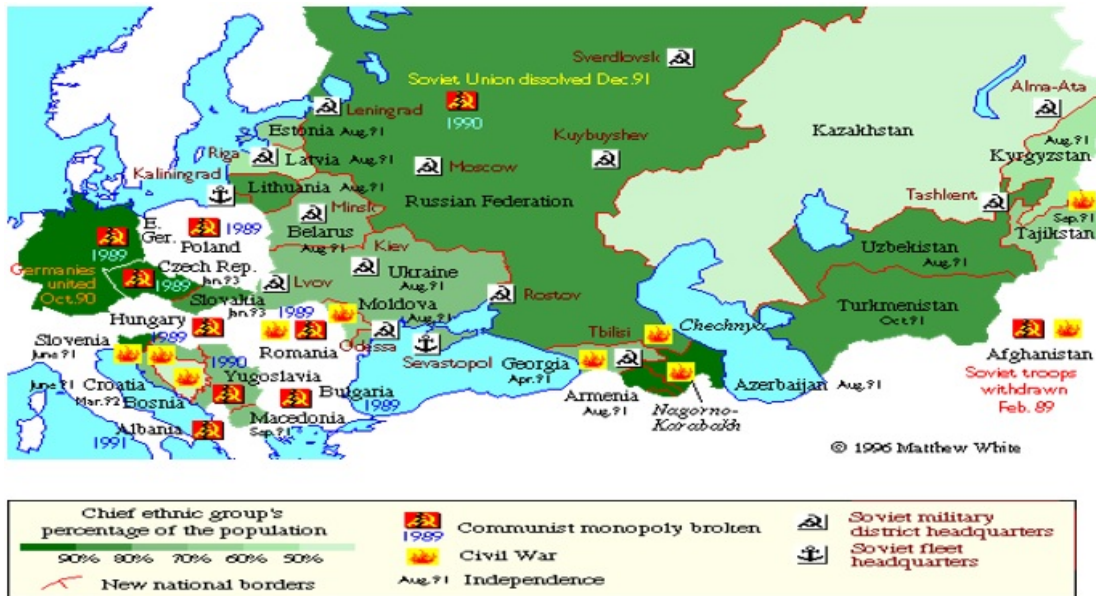 Sverdlovsk
Soviet Union dissolved Dec.91
1990
Leningrad
Alma-Ata
Estonia Aug.91
Kuybuyshev
Kazakhstan
Aug.91
Kyrgyzstan
Riga
Latvia Aug.91
Moscow
Kaliningrad
Lithuania Aug.91
Russian Federation
Tashkent
Minsk
Belarus
Aug.91
E.
Ger.
1989
Poland
1989
Sep.91
Tajikstan
Kiev
Uzbekistan
Aug.91
Germanies
united
Oct.90
Czech Rep.
Jan.93
1989
Ukraine
Aug.91
Slovakia
Jan.93
Lvov
Rostov
Turkmenistan
Oct.91
Hungary
1989
1989
Moldova
Aug.91
Slovenia
June 91
Romania
Odessa
Sevastopol
Tbilisi
Chechnya
Georgia
Apr.91
Afghanistan
Soviet troops
withdrawn
Feb. 89
1990
Yugoslavia
June 91
Croatia
Mar.92
Bosnia
Bulgaria
1989
Armenia
Aug.91
Azerbaijan Aug.91
Nagorno-
Karabakh
Macedonia
Sep.91
Albania
1991
© 1996 Matthew White
Chief ethnic group's
percentage of the population
90% 80% 70% 60% 50%
New national borders
1989
Communist monopoly broken
Civil War
Aug.91 Independence
Soviet military
district headquarters
Soviet fleet
headquarters